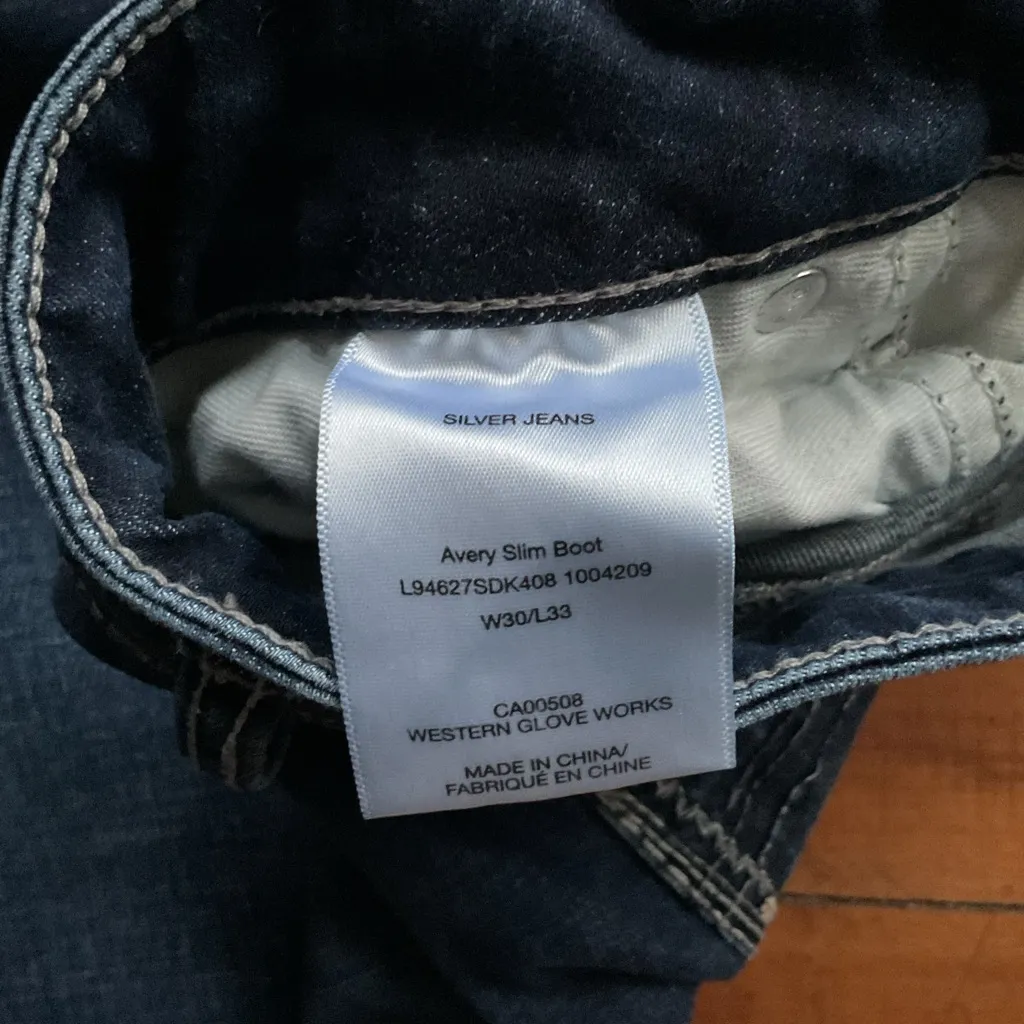 SILVER JEANS
Avery Slim Boot
L94627SDK408 1004209
W30/L33
CA00508
WESTERN GLOVE WORKS
MADE IN CHINA/
FABRIQUÉ EN CHINE